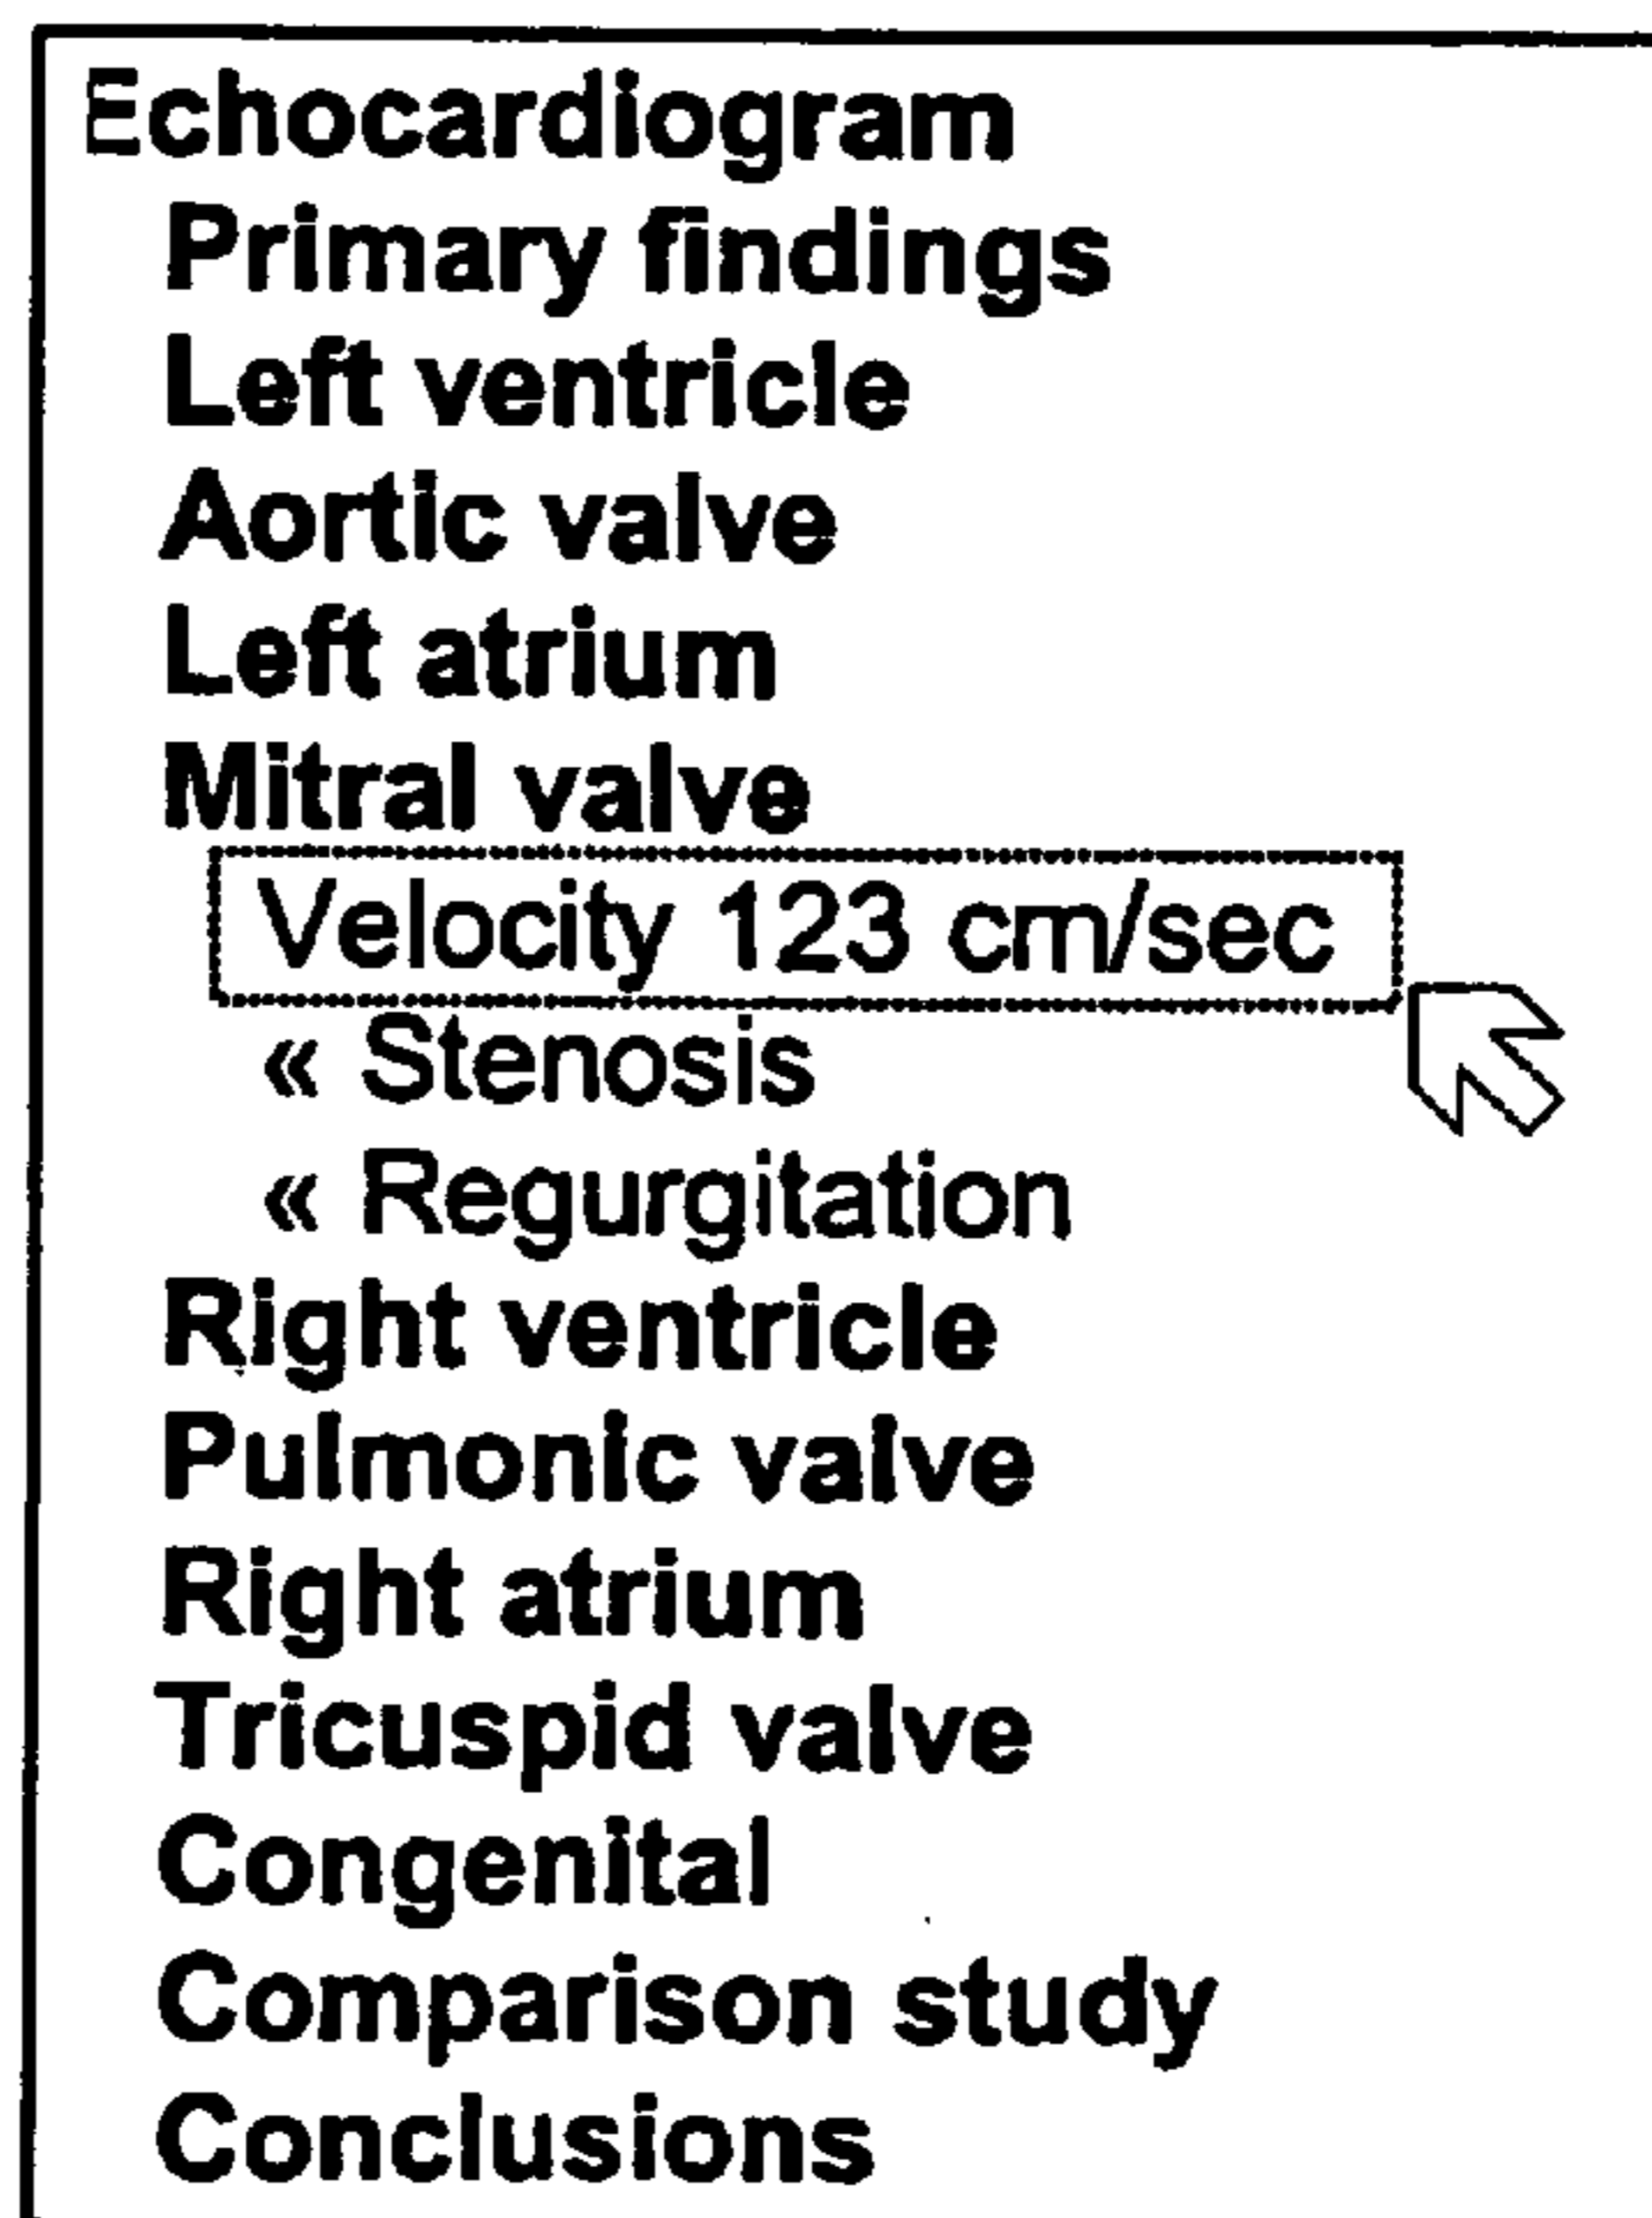 Echocardiogram
Primary findings
Left ventricle
Aortic valve
Left atrium
Mitral valve
Velocity 123 cm/sec
« Stenosis
« Regurgitation
Right ventricle
Pulmonic valve
Right atrium
Tricuspid valve
Congenital
Comparison study
Conclusions